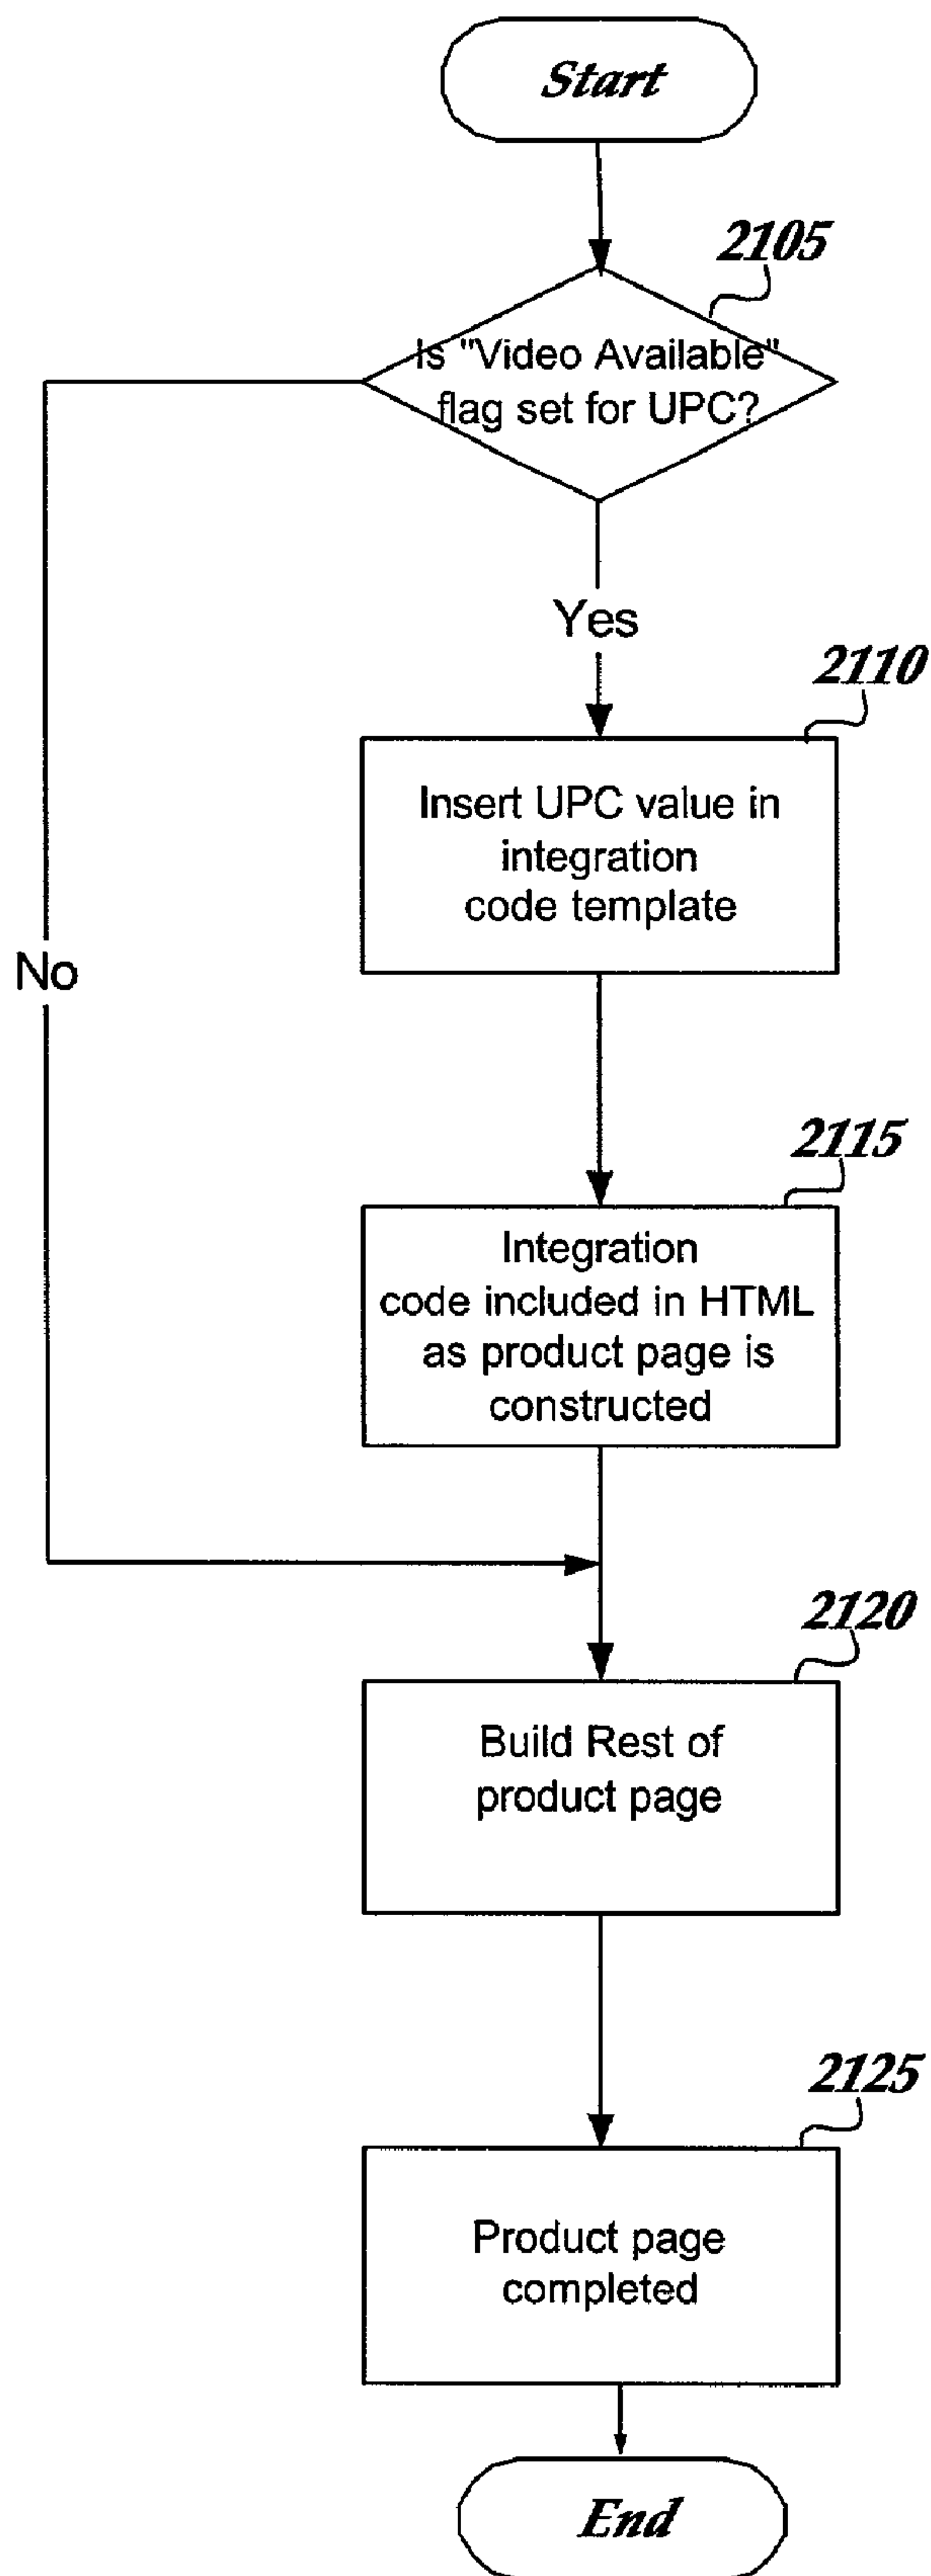 Start
2105
Is "Video Available"
flag set for UPC?
Yes
2110
Insert UPC value in
integration
code template
No
2115
Integration
code included in HTML
as product page is
constructed
2120
Build Rest of
product page
2125
Product page
completed
End